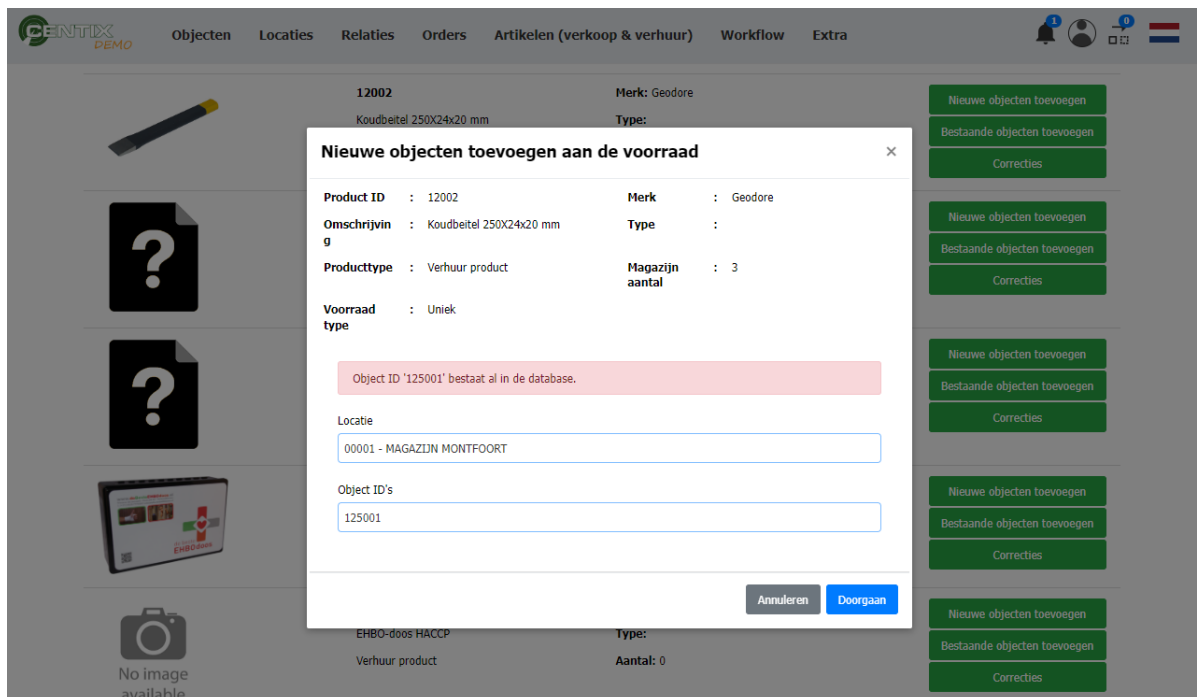 CENTIX
DEMO
Objecten Locaties Relaties Orders Artikelen (verkoop & verhuur) Workflow Extra
1
0
12002 Merk: Geodore
Koudbeitel 250X24x20 mm Type:
Nieuwe objecten toevoegen
Bestaande objecten toevoegen
Correcties
Nieuwe objecten toevoegen aan de voorraad ×
Product ID : 12002 Merk : Geodore
Omschrijvin : Koudbeitel 250X24x20 mm Type :
g
Producttype : Verhuur product Magazijn : 3
aantal
Voorraad : Uniek
type
Object ID '125001' bestaat al in de database.
Locatie
00001 - MAGAZIJN MONTFOORT
Object ID's
125001
Annuleren Doorgaan
Nieuwe objecten toevoegen
Bestaande objecten toevoegen
Correcties
Nieuwe objecten toevoegen
Bestaande objecten toevoegen
Correcties
EHBOdoos
Nieuwe objecten toevoegen
Bestaande objecten toevoegen
Correcties
No image
available
EHBO-doos HACCP Type:
Verhuur product Aantal: 0
Nieuwe objecten toevoegen
Bestaande objecten toevoegen
Correcties